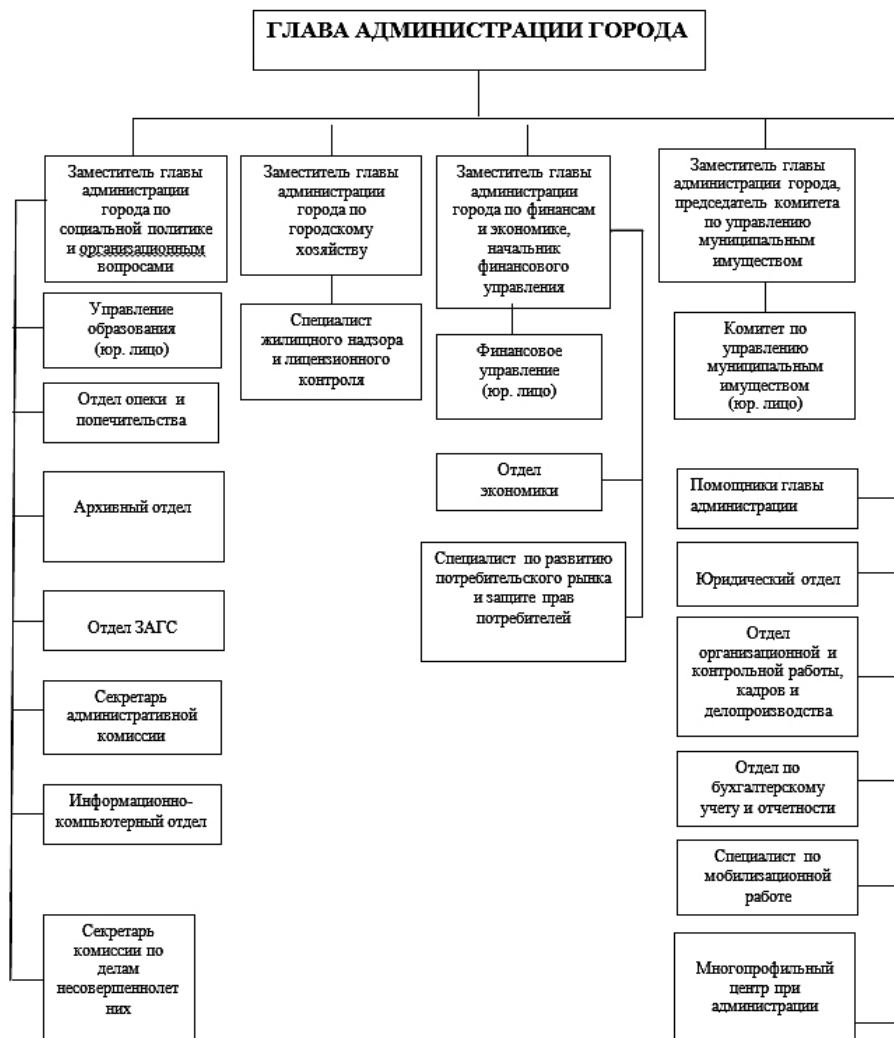 ГЛАВА АДМИНИСТРАЦИИ ГОРОДА
Заместитель главы
администрации
города по
социальной политике
и организационным
вопросами
Управление
образования
(юр. лицо)
Отдел опеки и
попечительства
Архивный отдел
Отдел ЗАГС
Секретарь
административной
комиссии
Информационно-
компьютерный отдел
Секретарь
комиссии по
делам
несовершеннолет
них
Заместитель главы
администрации
города по
городскому
хозяйству
Специалист
жилищного надзора
и лицензионного
контроля
Заместитель главы
администрации
города по финансам
и экономике,
начальник
финансового
управления
Финансовое
управление
(юр. лицо)
Отдел
экономики
Специалист по развитию
потребительского рынка
и защите прав
потребителей
Заместитель главы
администрации города,
председатель комитета
по управлению
муниципальным
имуществом
Комитет по
управлению
муниципальным
имуществом
(юр. лицо)
Помощники главы
администрации
Юридический отдел
Отдел
организационной и
контрольной работы,
кадров и
делопроизводства
Отдел по
бухгалтерскому
учету и отчетности
Специалист по
мобилизационной
работе
Многопрофильный
центр при
администрации